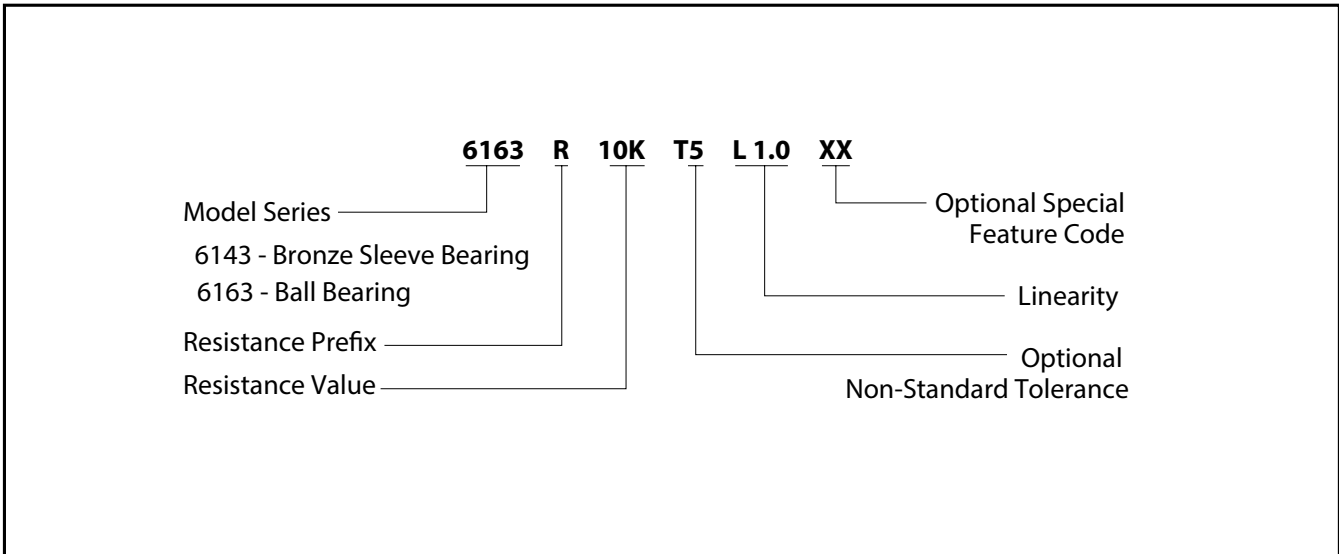 6163 R 10K T5 L 1.0 XX
Model Series
6143 - Bronze Sleeve Bearing
6163 - Ball Bearing
Resistance Prefix
Resistance Value
Optional Special
Feature Code
Linearity
Optional
Non-Standard Tolerance